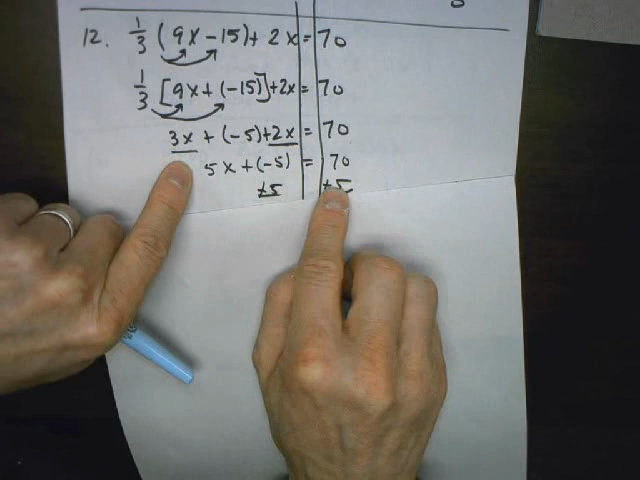 12. 1/3 (9x - 15) + 2x = 70
1/3 [9x + (-15)] + 2x = 70
3x + (-5) + 2x = 70
5x + (-5) = 70
+5 +5